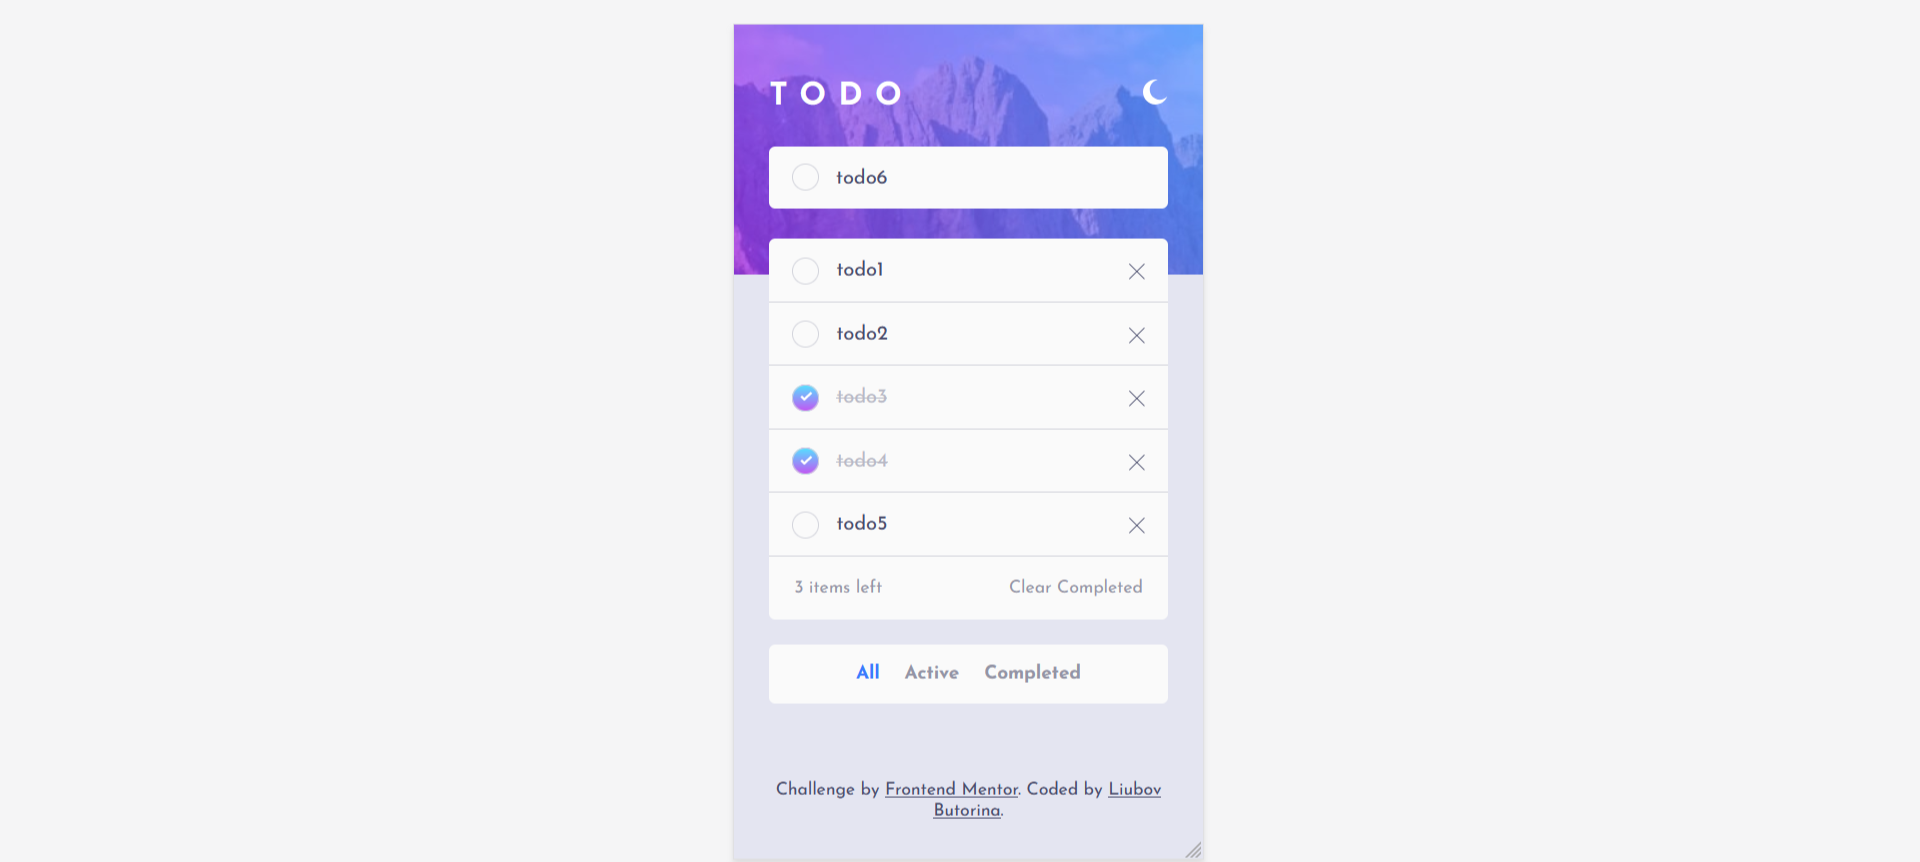 TODO
todo6
todo1
todo2
todo3
todo4
todo5
3 items left Clear Completed
All Active Completed
Challenge by Frontend Mentor. Coded by Liubov
Butorina.